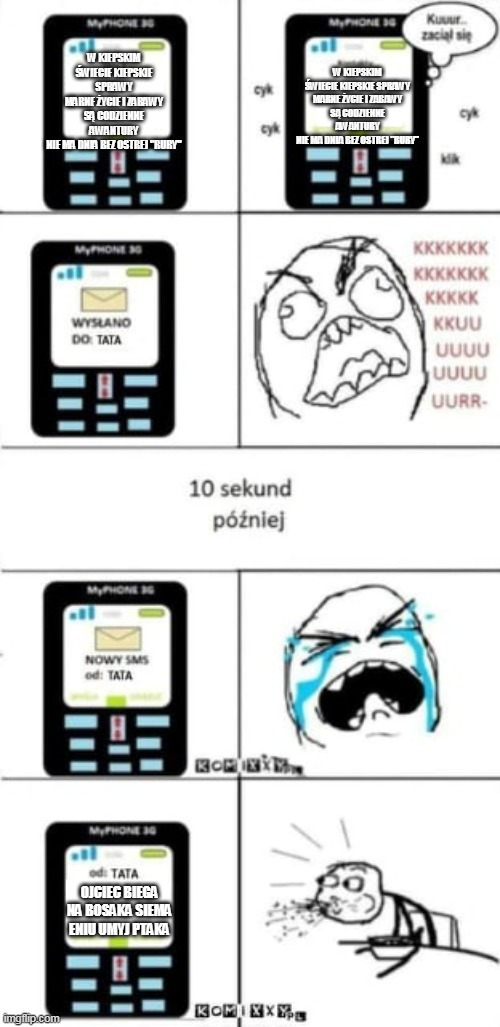 MyPHONE 3G
W KIEPSKIM
ŚWIECIE KIEPSKIE
SPRAWY
MARNE ŻYCIE I ZABAWY
SĄ CODZIENNE
AWANTURY
NIE MA DNIA BEZ OSTREJ "RURY"
MyPHONE 3G
Kuuur..
zaciął się
W KIEPSKIM
ŚWIECIE KIEPSKIE SPRAWY
MARNE ŻYCIE I ZABAWY
SĄ CODZIENNE
AWANTURY
NIE MA DNIA BEZ OSTREJ "RURY"
cyk
cyk
cyk
klik
MyPHONE 3G
WYSŁANO
DO: TATA
KKKKKKK
KKKKKKK
KKKKK
KKUU
UUUU
UUUU
UURR-
10 sekund
później
MyPHONE 3G
NOWY SMS
od: TATA
KOMIXXY.PL
MyPHONE 3G
od: TATA
OJCIEC BIEGA
NA BOSAKA SIEMA
ENIU UMYJ PTAKA
KOMIXXY.PL
imgflip.com